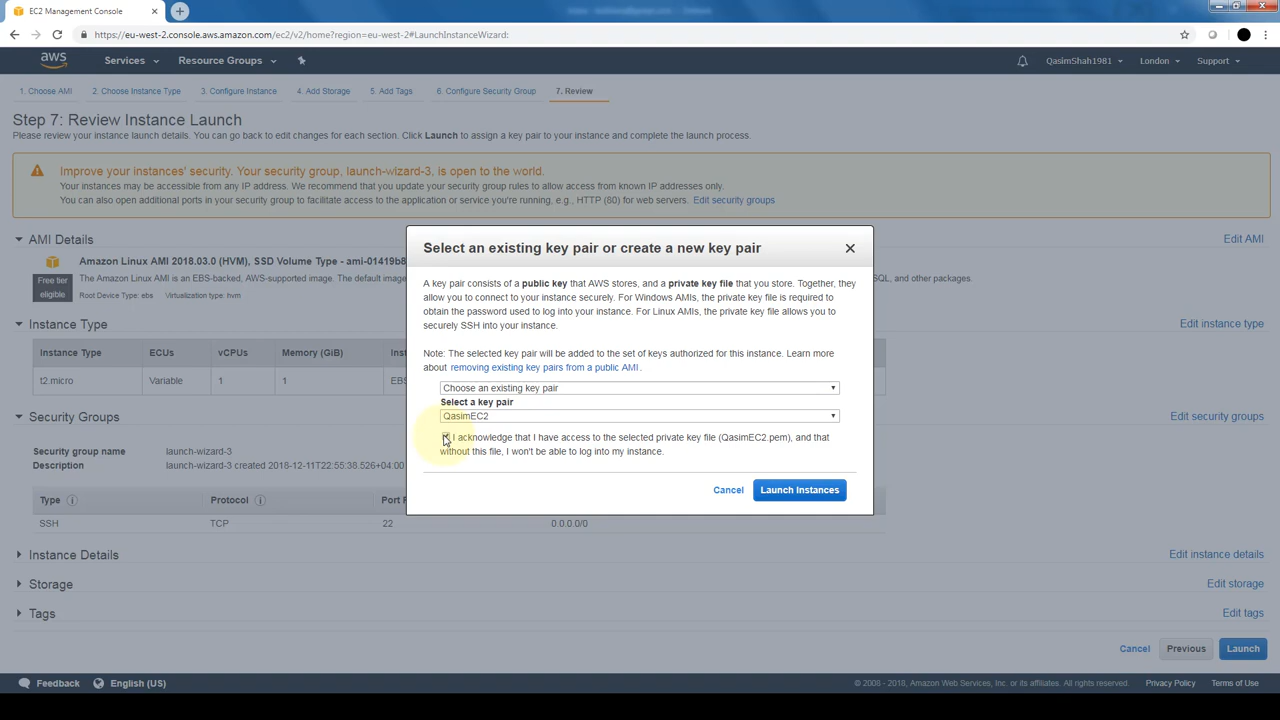 EC2 Management Console
https://eu-west-2.console.aws.amazon.com/ec2/v2/home?region=eu-west-2#LaunchInstanceWizard:
aws Services Resource Groups QasimShah1981 London Support
1. Choose AMI 2. Choose Instance Type 3. Configure Instance 4. Add Storage 5. Add Tags 6. Configure Security Group 7. Review
Step 7: Review Instance Launch
Please review your instance launch details. You can go back to edit changes for each section. Click Launch to assign a key pair to your instance and complete the launch process.
Improve your instances' security. Your security group, launch-wizard-3, is open to the world.
Your instances may be accessible from any IP address. We recommend that you update your security group rules to allow access from known IP addresses only.
You can also open additional ports in your security group to facilitate access to the application or service you're running, e.g., HTTP (80) for web servers. Edit security groups
AMI Details Edit AMI
Amazon Linux AMI 2018.03.0 (HVM), SSD Volume Type - ami-01419b8
Free tier
eligible
The Amazon Linux AMI is an EBS-backed, AWS-supported image. The default
SQL, and other packages.
Root Device Type: ebs Virtualization type: hvm
Select an existing key pair or create a new key pair
A key pair consists of a public key that AWS stores, and a private key file that you store. Together, they
allow you to connect to your instance securely. For Windows AMIs, the private key file is required to
obtain the password used to log into your instance. For Linux AMIs, the private key file allows you to
securely SSH into your instance.
Note: The selected key pair will be added to the set of keys authorized for this instance. Learn more
about removing existing key pairs from a public AMI.
Choose an existing key pair
Select a key pair
QasimEC2
I acknowledge that I have access to the selected private key file (QasimEC2.pem), and that
without this file, I won't be able to log into my instance.
Cancel Launch Instances
Instance Type Edit instance type
Instance Type ECUs vCPUs Memory (GiB) Inst
t2.micro Variable 1 1 EBS
Security Groups Edit security groups
Security group name launch-wizard-3
Description launch-wizard-3 created 2018-12-11T22:55:38.526+04:00
Type Protocol Port R
SSH TCP 22 0.0.0.0/0
Instance Details Edit instance details
Storage Edit storage
Tags Edit tags
Cancel Previous Launch
Feedback English (US) © 2008 - 2018, Amazon Web Services, Inc. or its affiliates. All rights reserved. Privacy Policy Terms of Use